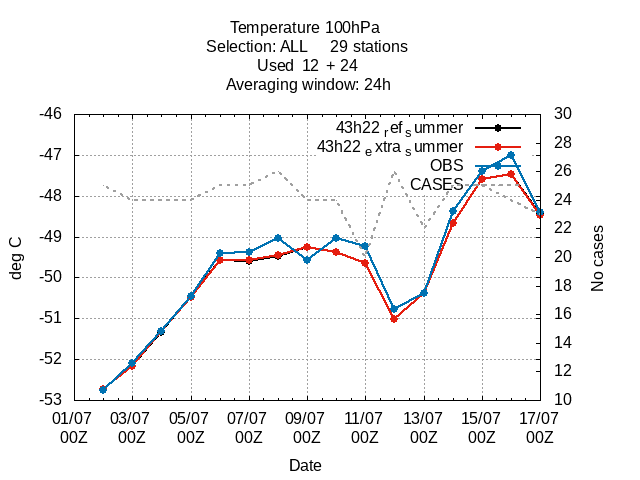 Temperature 100hPa
Selection: ALL 29 stations
Used 12 + 24
Averaging window: 24h
-46
-47
-48
-49
-50
-51
-52
-53
deg C
30
28
26
24
22
20
18
16
14
12
10
No cases
43h22 ref summer
43h22 extra summer
OBS
CASES
01/07 03/07 05/07 07/07 09/07 11/07 13/07 15/07 17/07
00Z 00Z 00Z 00Z 00Z 00Z 00Z 00Z 00Z
Date